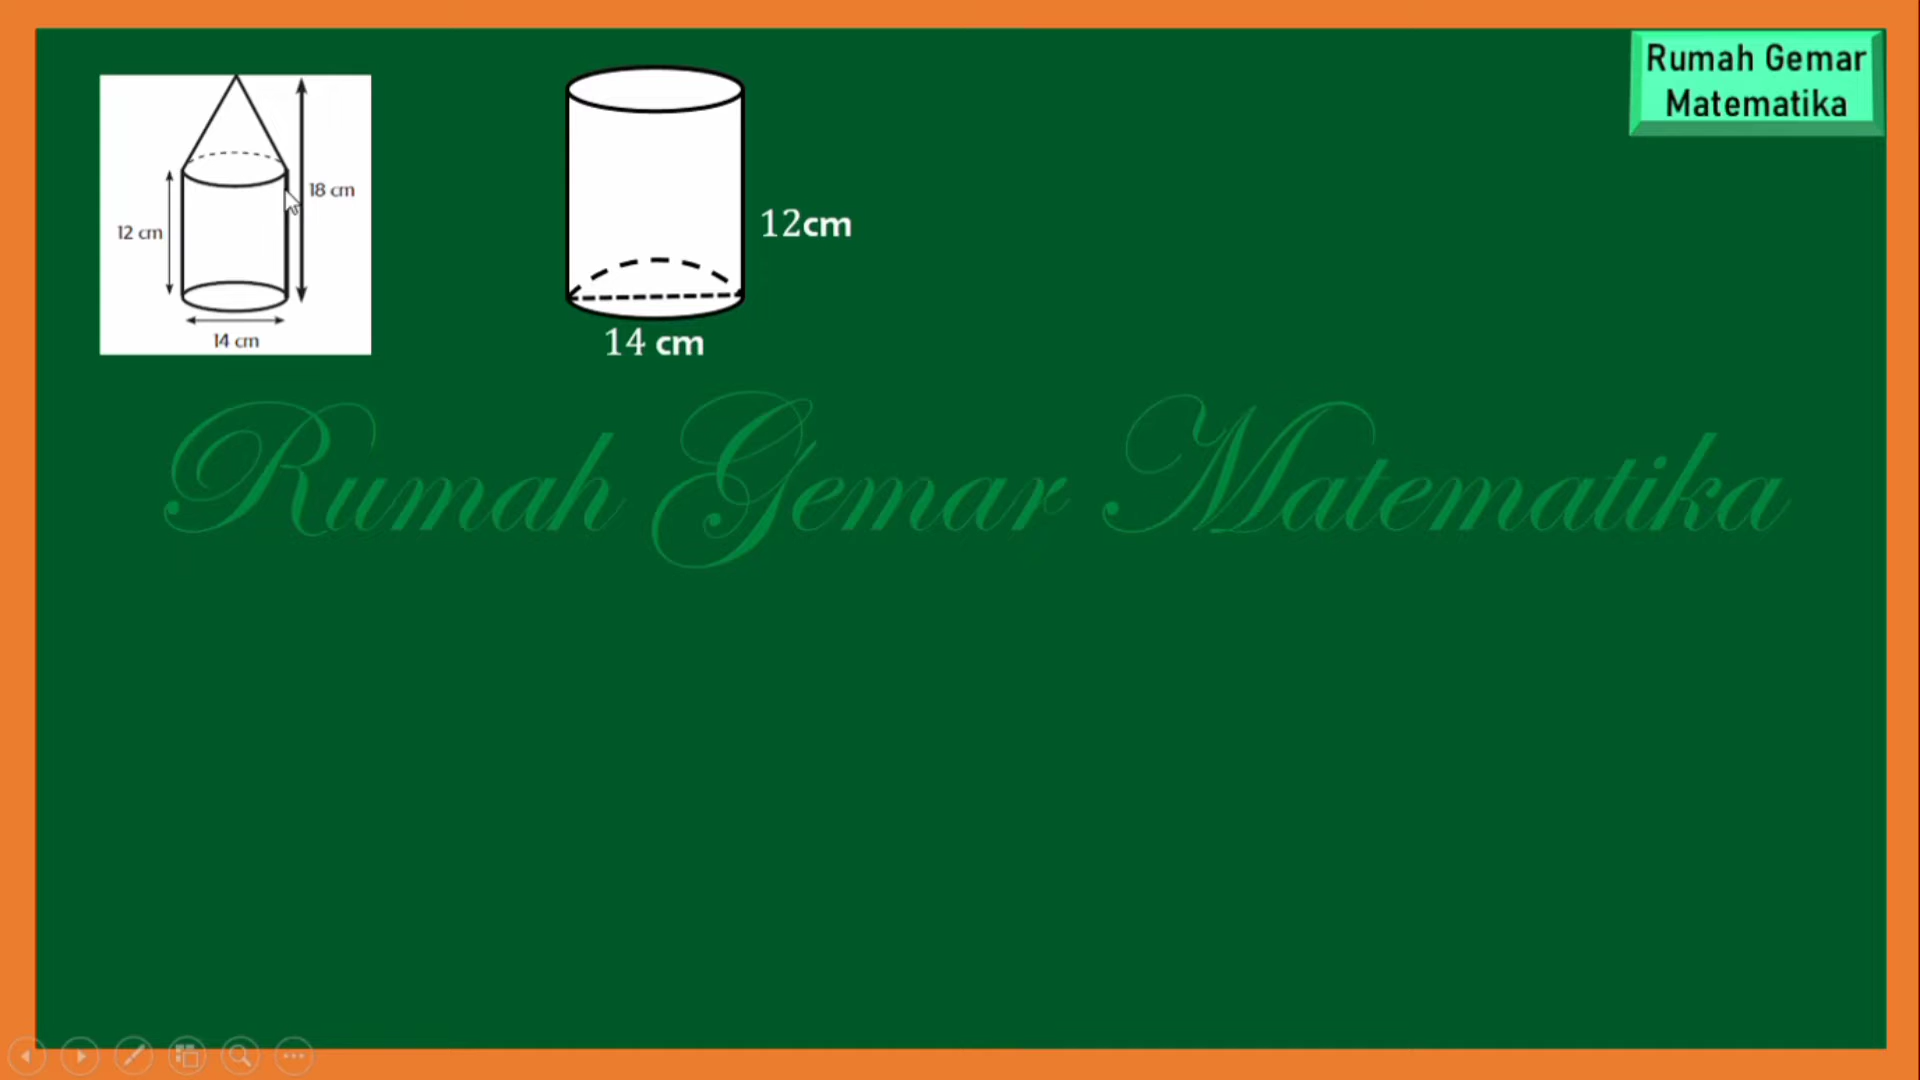 Rumah Gemar
Matematika
18 cm
12 cm
14 cm
12cm
14 cm
Rumah Gemar Matematika